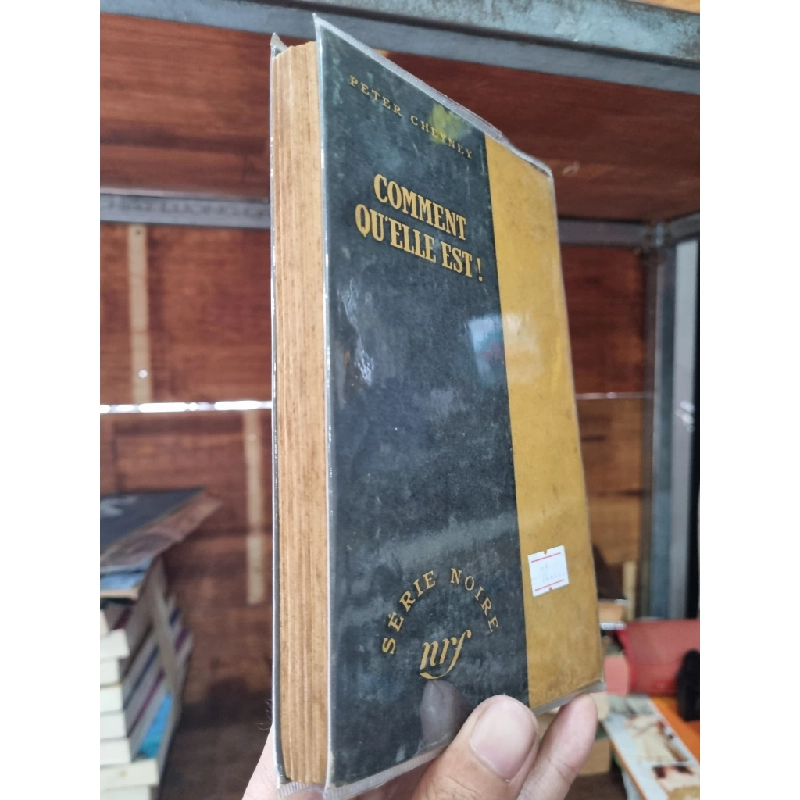 PETER CHEYNEY
COMMENT
QU'ELLE EST!
SÉRIE NOIRE
nrf